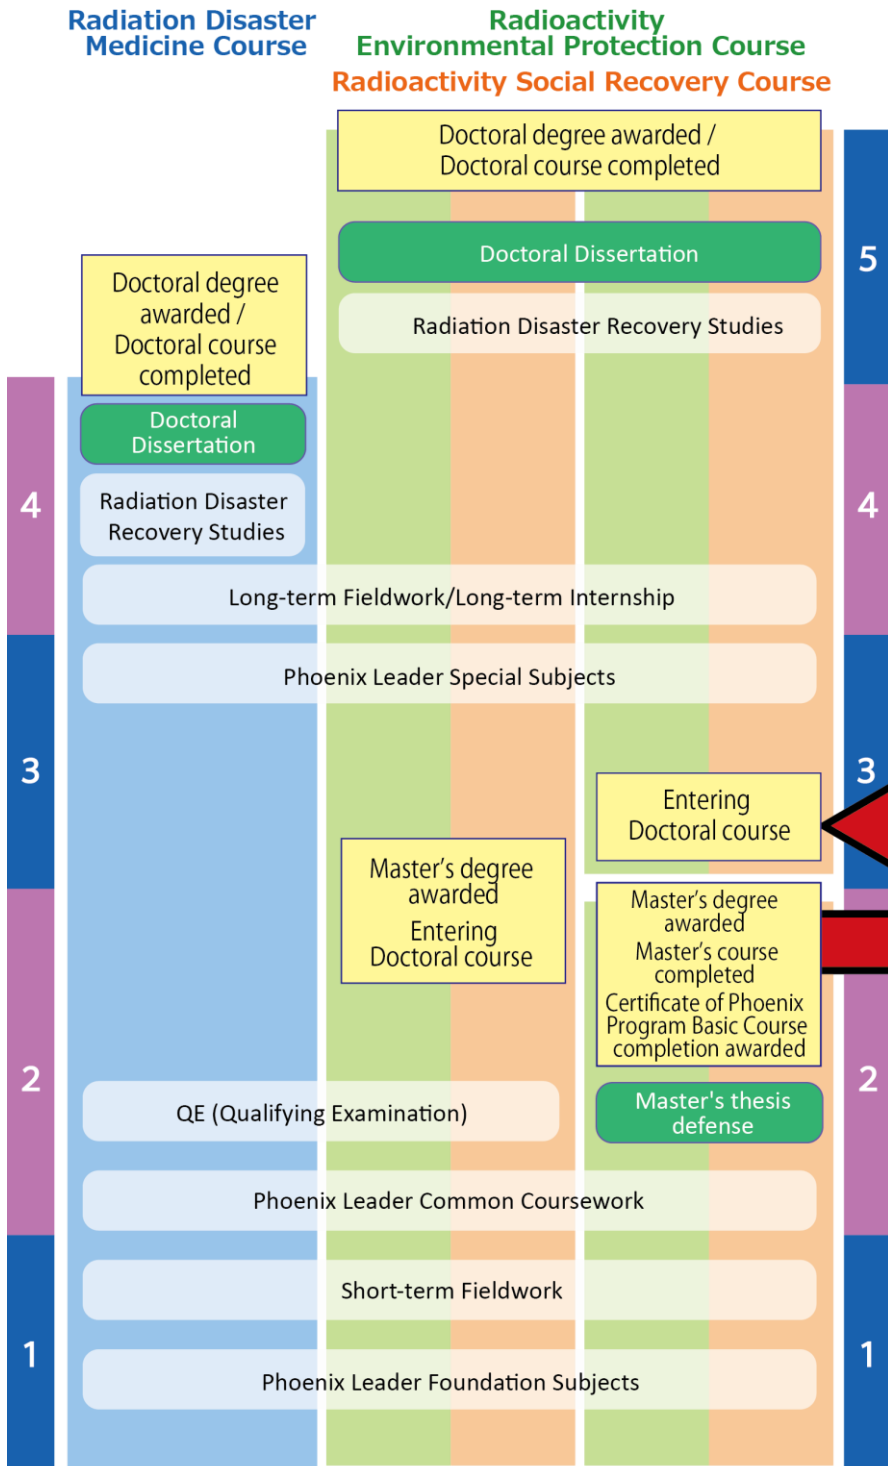 Radiation Disaster
Medicine Course
Radioactivity
Environmental Protection Course
Radioactivity Social Recovery Course
Doctoral degree awarded /
Doctoral course completed
5
Doctoral Dissertation
Radiation Disaster Recovery Studies
Doctoral degree
awarded /
Doctoral course
completed
Doctoral
Dissertation
4
Radiation Disaster
Recovery Studies
4
Long-term Fieldwork/Long-term Internship
Phoenix Leader Special Subjects
3
3
Entering
Doctoral course
Master's degree
awarded
Entering
Doctoral course
Master's degree
awarded
Master's course
completed
Certificate of Phoenix
Program Basic Course
completion awarded
2
2
QE (Qualifying Examination)
Master's thesis
defense
Phoenix Leader Common Coursework
Short-term Fieldwork
1
1
Phoenix Leader Foundation Subjects